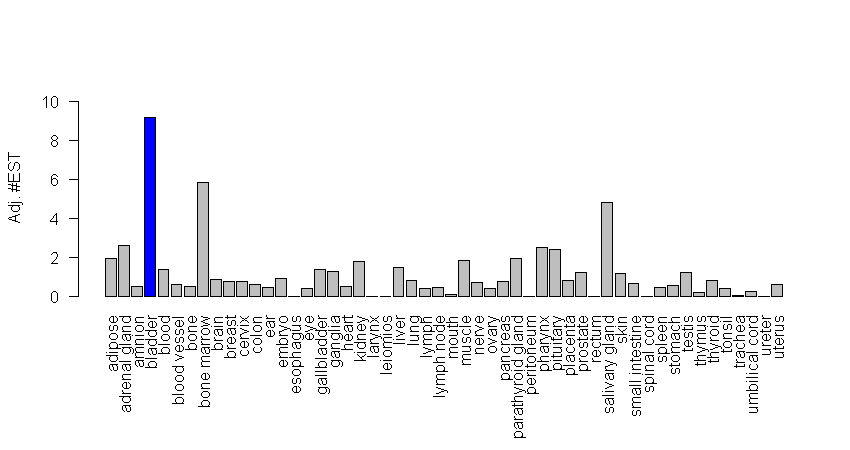 Adj. #EST
10
8
6
4
2
0
adipose
adrenal gland
amnion
bladder
blood
blood vessel
bone
bone marrow
brain
breast
cervix
colon
ear
embryo
esophagus
eye
gallbladder
ganglia
heart
kidney
larynx
leiomios
liver
lung
lymph
lymph node
mouth
muscle
nerve
ovary
pancreas
parathyroid gland
peritoneum
pharynx
pituitary
placenta
prostate
rectum
salivary gland
skin
small intestine
spinal cord
spleen
stomach
testis
thymus
thyroid
tonsil
trachea
umbilical cord
ureter
uterus